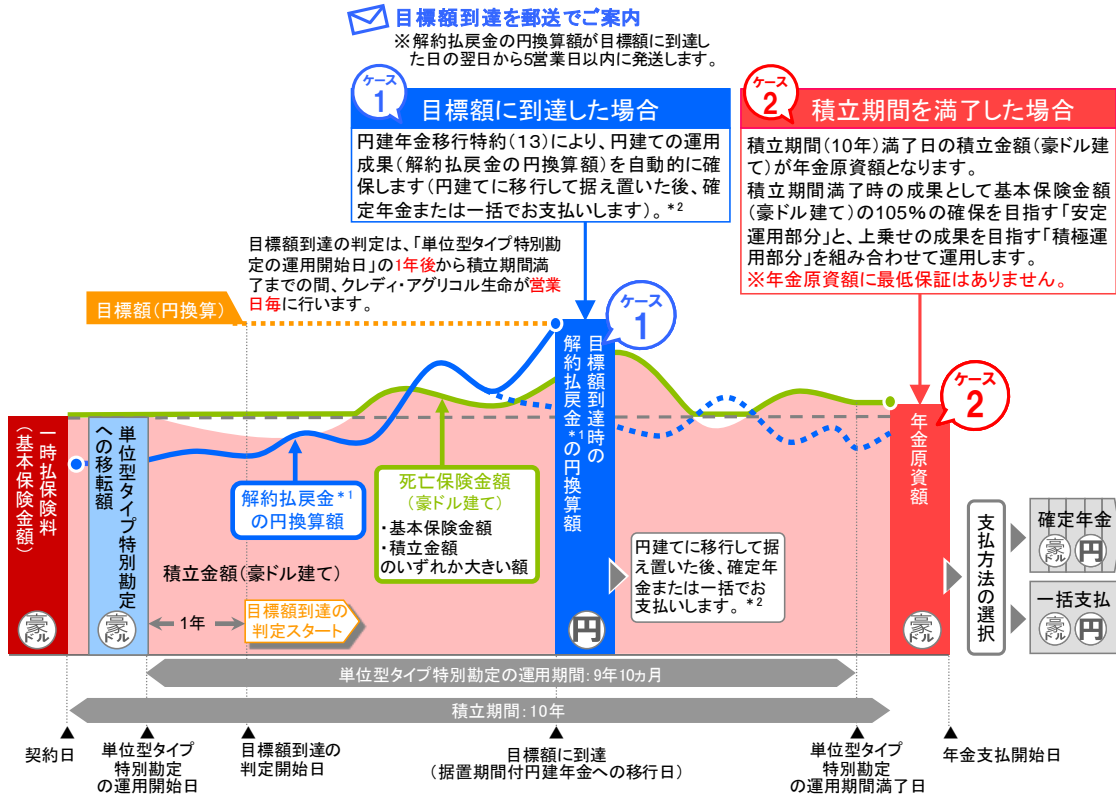 目標額到達を郵送でご案内
※解約払戻金の円換算額が目標額に到達し
た日の翌日から5営業日以内に発送します。
ケース
1
目標額に到達した場合
円建年金移行特約(13)により、円建ての運用
成果(解約払戻金の円換算額)を自動的に確
保します(円建てに移行して据え置いた後、確
定年金または一括でお支払いします)。*2
ケース
2
積立期間を満了した場合
積立期間(10年)満了日の積立金額(豪ドル建
て)が年金原資額となります。
積立期間満了時の成果として基本保険金額
(豪ドル建て)の105%の確保を目指す「安定
運用部分」と、上乗せの成果を目指す「積極運
用部分」を組み合わせて運用します。
※年金原資額に最低保証はありません。
目標額到達の判定は、「単位型タイプ特別勘
定の運用開始日」の1年後から積立期間満
了までの間、クレディ・アグリコル生命が営業
日毎に行います。
目標額(円換算)
ケース
1
ケース
2
一時払保険料
(基本保険金額)
豪ドル
単位型タイプ特別勘定
への移転額
豪ドル
解約払戻金*1
の円換算額
死亡保険金額
(豪ドル建て)
・基本保険金額
・積立金額
のいずれか大きい額
積立金額(豪ドル建て)
1年
目標額到達の
判定スタート
目標額到達時の
解約払戻金*1の円換算額
円
円建てに移行して据
え置いた後、確定年
金または一括でお
支払いします。*2
年金原資額
豪ドル
支払方法の選択
確定年金
豪ドル 円
一括支払
豪ドル 円
単位型タイプ特別勘定の運用期間:9年10ヵ月
積立期間:10年
契約日
単位型タイプ
特別勘定
の運用開始日
目標額到達の
判定開始日
目標額に到達
(据置期間付円建年金への移行日)
単位型タイプ
特別勘定
の運用期間満了日
年金支払開始日